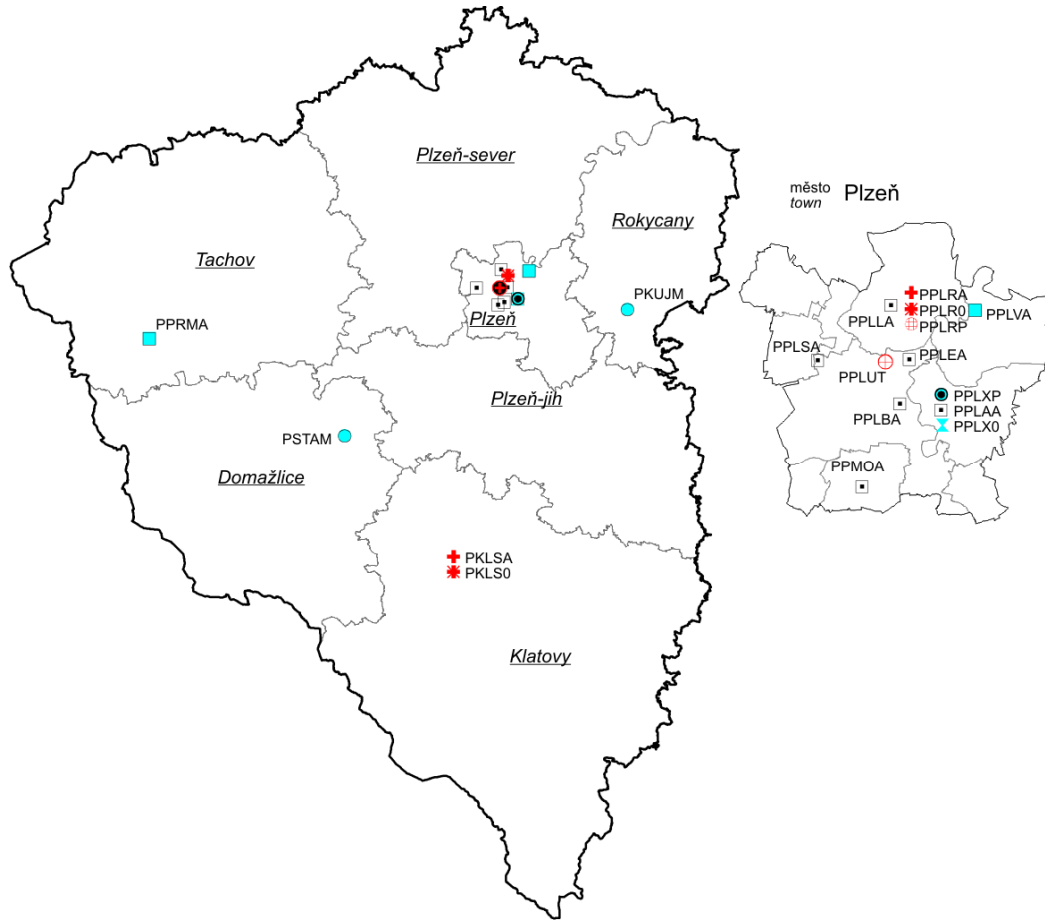 Plzeň-sever
město
town
Plzeň
Rokycany
Tachov
PKUJM
Plzeň
PPRMA
PPLRA
PPLLA
PPLR0
PPLVA
PPLRP
PPLSA
PPLEA
PPLUT
Plzeň-jih
PPLXP
PPLAA
PPLBA
PPLX0
PSTAM
Domažlice
PPMOA
PKLSA
PKLS0
Klatovy